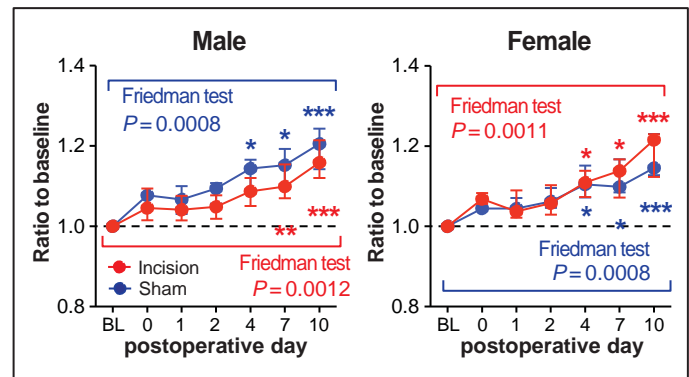 Male
Ratio to baseline
1.4
1.2
1.0
0.8
Friedman test
P = 0.0008
* * ***
** ***
Incision
Sham
Friedman test
P = 0.0012
BL 0 1 2 4 7 10
postoperative day
Female
Ratio to baseline
1.4
1.2
1.0
0.8
Friedman test
P = 0.0011
* * ***
* * ***
Friedman test
P = 0.0008
BL 0 1 2 4 7 10
postoperative day